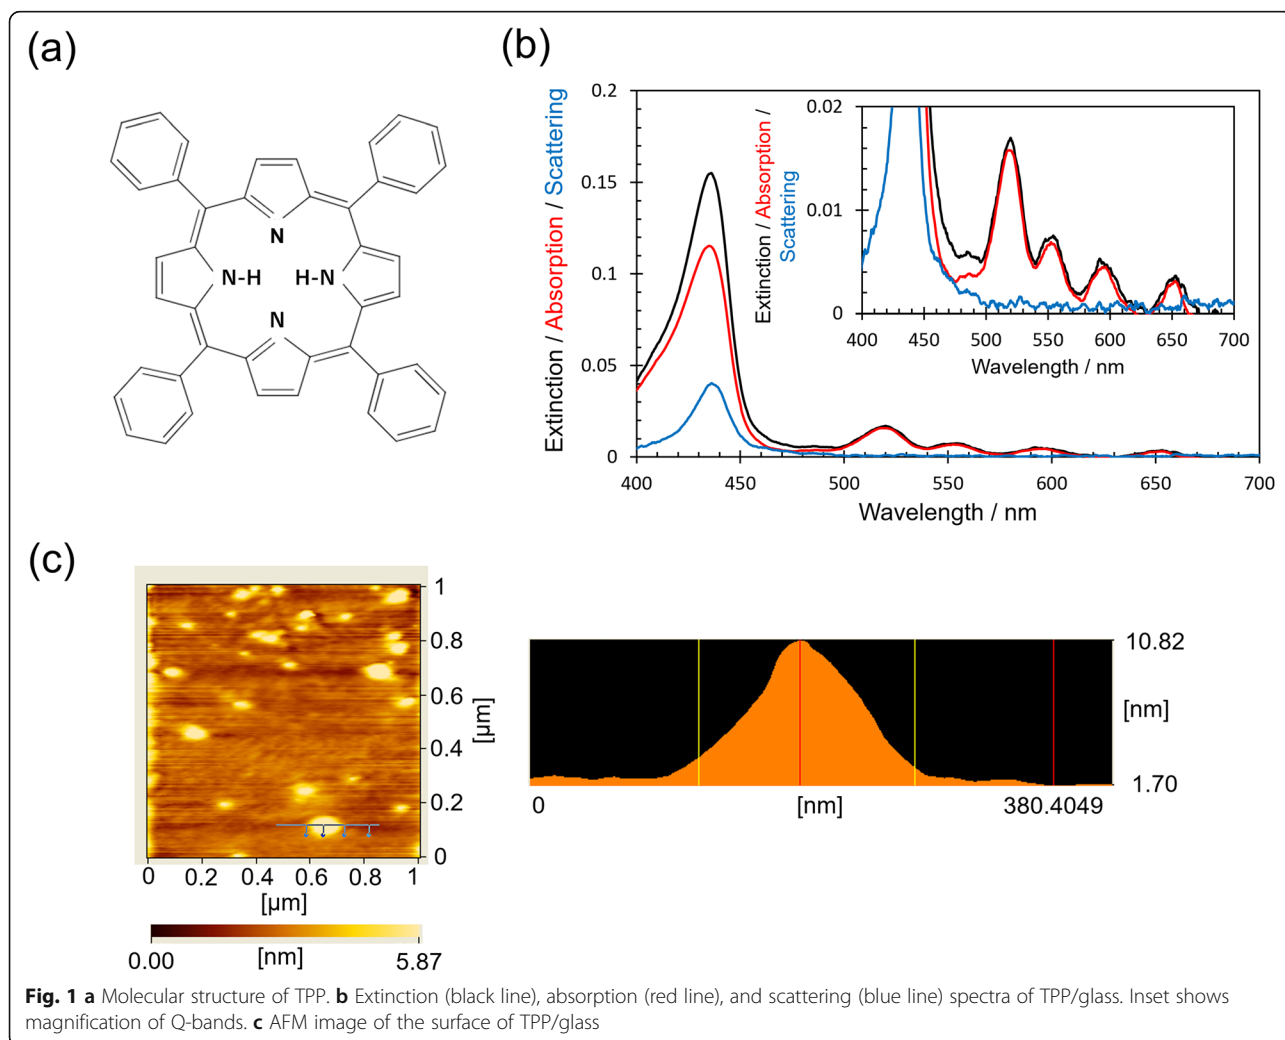 (a)
N
N-H H-N
N
(b)
Extinction / Absorption / Scattering
0.2
0.15
0.1
0.05
0
400 450 500 550 600 650 700
Wavelength / nm
Extinction / Absorption /
Scattering
0.02
0.01
0
400 450 500 550 600 650 700
Wavelength / nm
(c)
1
0.8
0.6
0.4
0.2
0
[µm]
0 0.2 0.4 0.6 0.8 1
[µm]
0.00 [nm] 5.87
10.82
[nm]
1.70
0 [nm] 380.4049
Fig. 1 a Molecular structure of TPP. b Extinction (black line), absorption (red line), and scattering (blue line) spectra of TPP/glass. Inset shows
magnification of Q-bands. c AFM image of the surface of TPP/glass